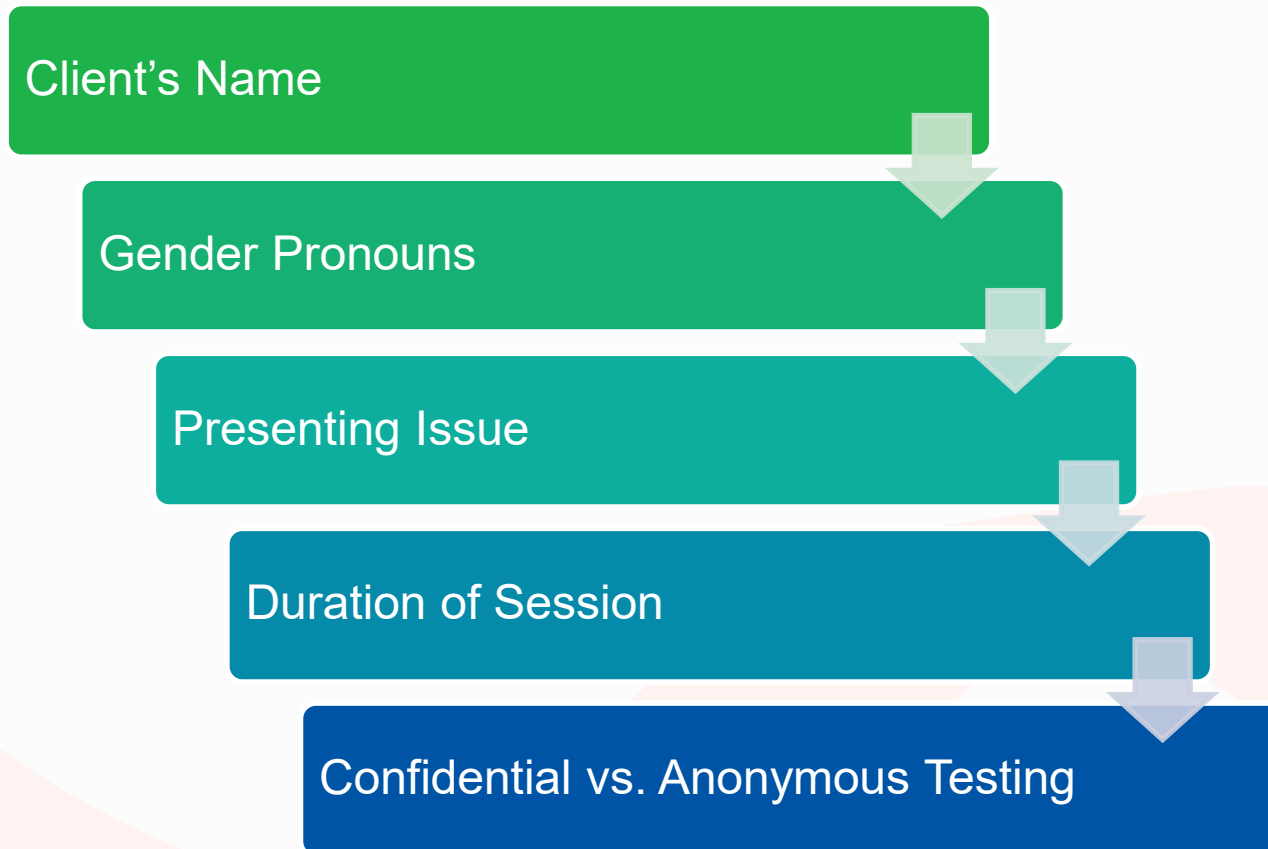 Client’s Name
Gender Pronouns
Presenting Issue
Duration of Session
Confidential vs. Anonymous Testing